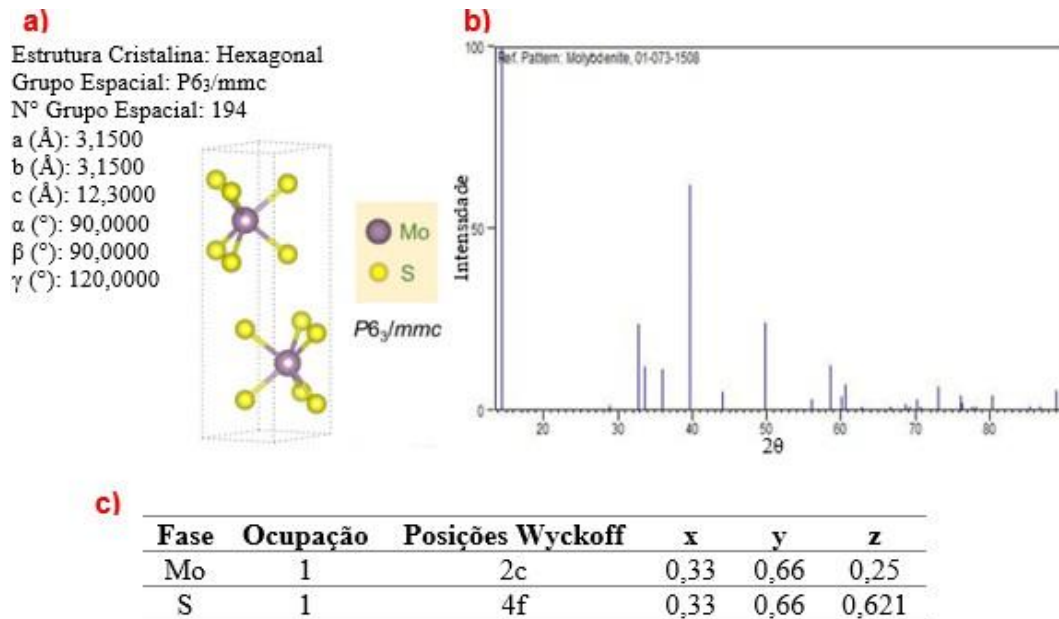 a)
Estrutura Cristalina: Hexagonal
Grupo Espacial: P6₃/mmc
N° Grupo Espacial: 194
a (Å): 3,1500
b (Å): 3,1500
c (Å): 12,3000
α (°): 90,0000
β (°): 90,0000
γ (°): 120,0000
Mo
S
P6₃/mmc
b)
Ref. Pattern: Molybdenite, 01-073-1508
Intensidade
100
50
0
20 30 40 50 60 70 80
2θ
c)
Fase Ocupação Posições Wyckoff x y z
Mo 1 2c 0,33 0,66 0,25
S 1 4f 0,33 0,66 0,621